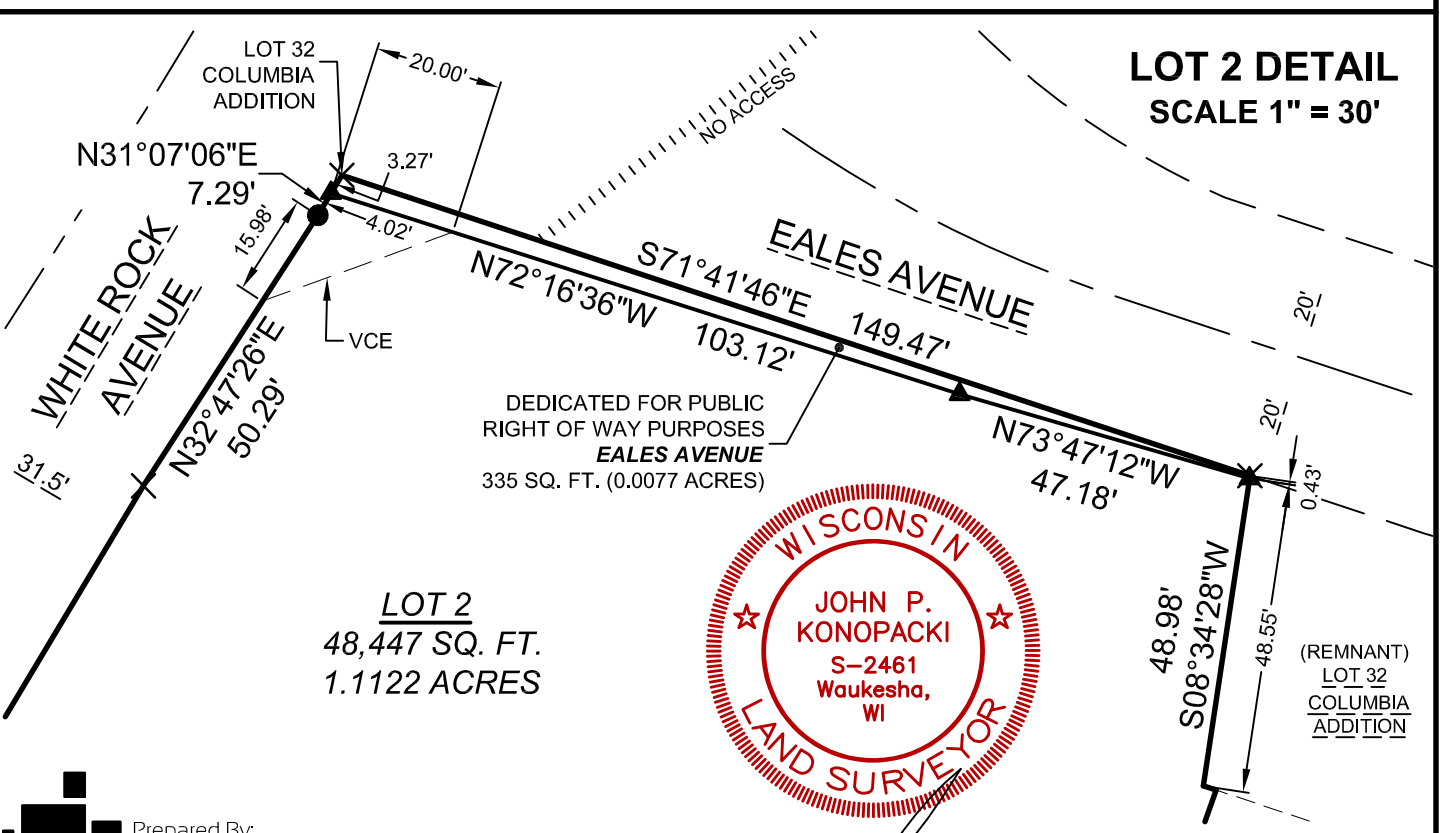 LOT 2 DETAIL
SCALE 1" = 30'
LOT 32
COLUMBIA
ADDITION
20.00'
NO ACCESS
N31°07'06"E
7.29'
3.27'
4.02'
15.98'
WHITE ROCK
AVENUE
31.5'
N32°47'26"E
50.29'
VCE
EALES AVENUE
S71°41'46"E 149.47'
N72°16'36"W 103.12'
20'
20'
DEDICATED FOR PUBLIC
RIGHT OF WAY PURPOSES
EALES AVENUE
335 SQ. FT. (0.0077 ACRES)
N73°47'12"W
47.18'
0.43'
LOT 2
48,447 SQ. FT.
1.1122 ACRES
WISCONSIN
JOHN P.
KONOPACKI
S-2461
Waukesha,
WI
LAND SURVEYOR
48.98'
S08°34'28"W
48.55'
(REMNANT)
LOT 32
COLUMBIA
ADDITION
Prepared By: